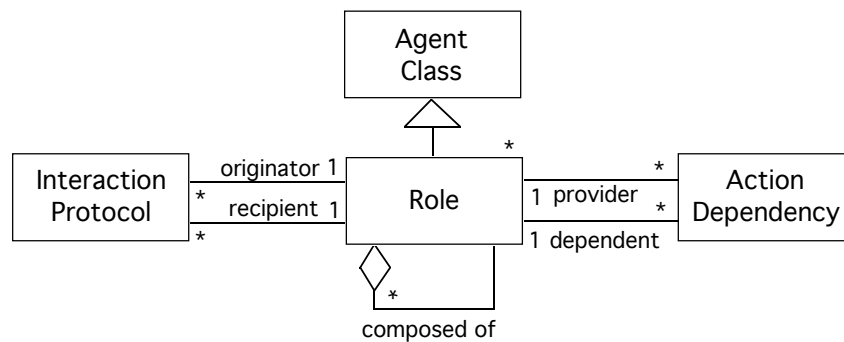 Agent
Class
*
Interaction
Protocol
originator 1
*
recipient 1
*
Role
*
1 provider
*
1 dependent
Action
Dependency
*
composed of